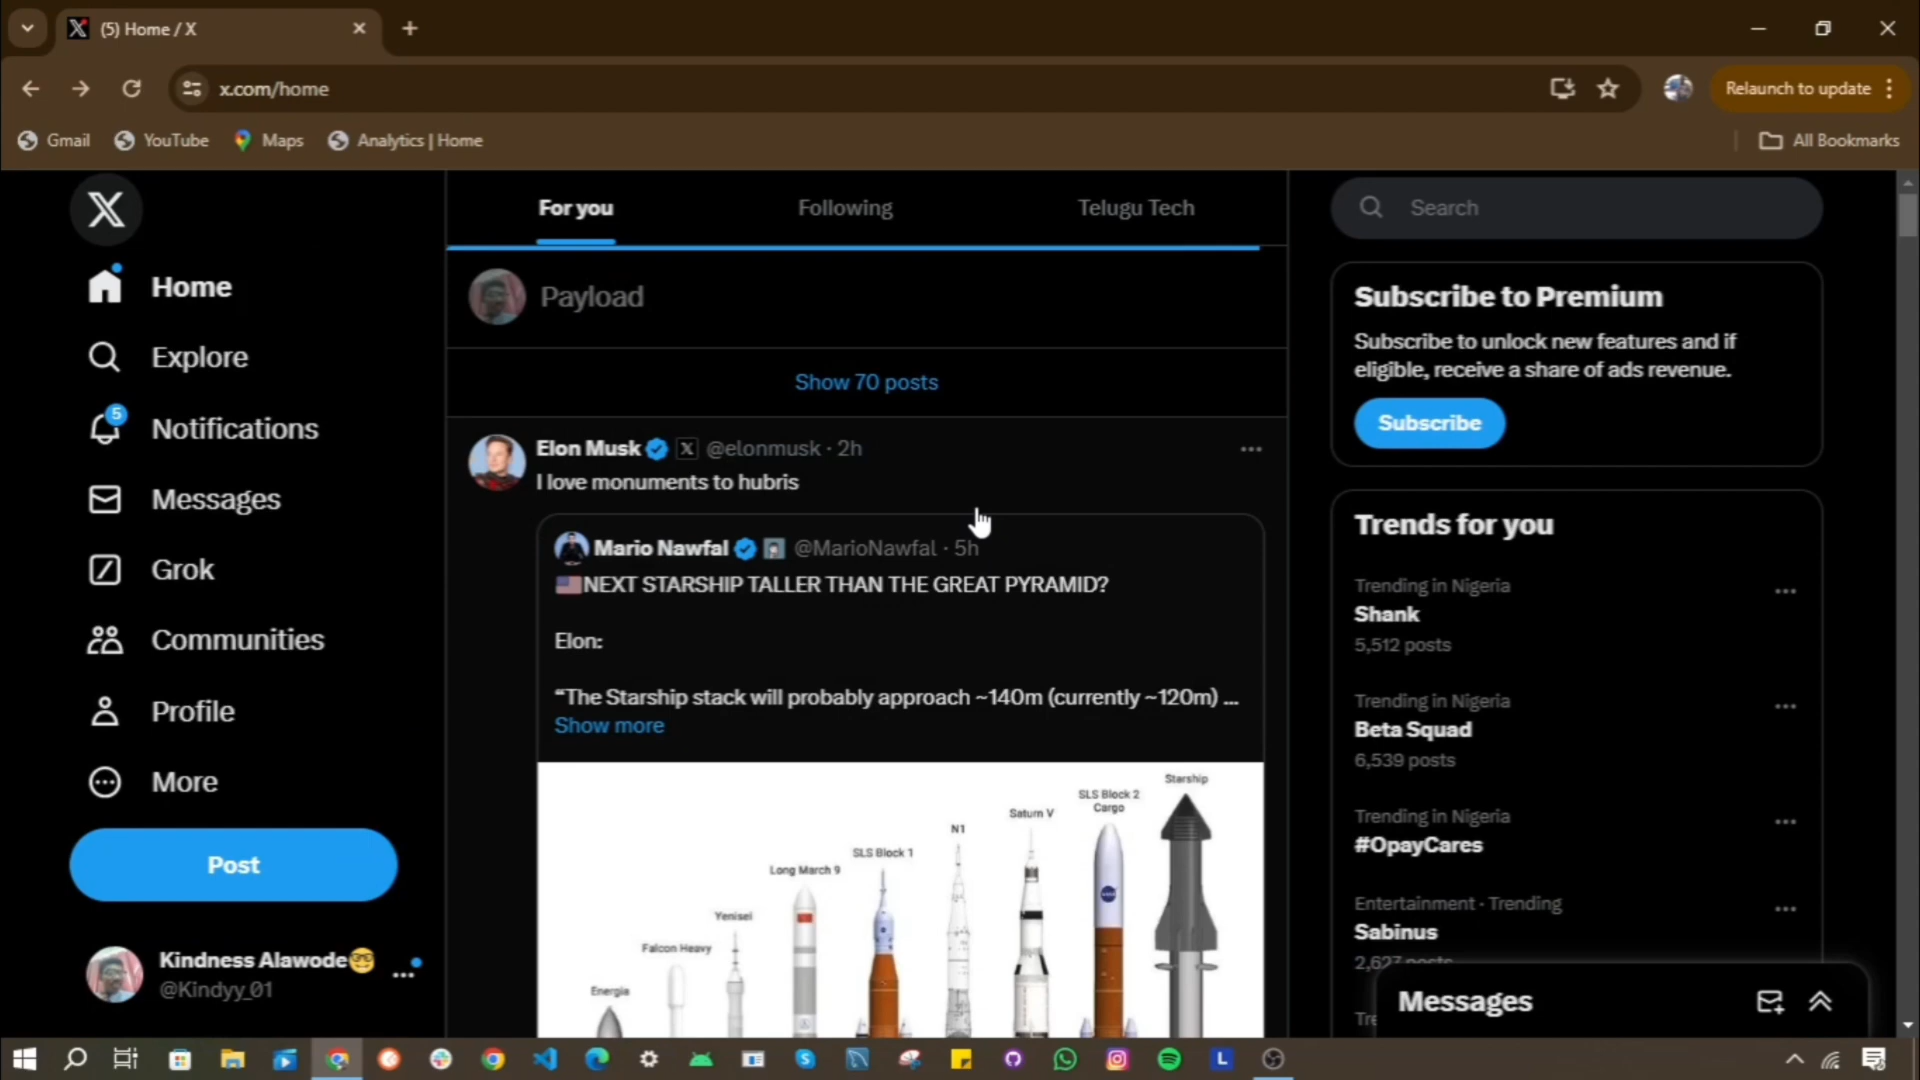 (5) Home / X
x.com/home
Relaunch to update
Gmail
YouTube
Maps
Analytics | Home
All Bookmarks
Home
Explore
5
Notifications
Messages
Grok
Communities
Profile
More
Post
Kindness Alawode🤓
@Kindyy_01
For you
Following
Telugu Tech
Payload
Show 70 posts
Elon Musk @elonmusk · 2h
I love monuments to hubris
Mario Nawfal @MarioNawfal · 5h
🇺🇸NEXT STARSHIP TALLER THAN THE GREAT PYRAMID?
Elon:
“The Starship stack will probably approach ~140m (currently ~120m) ...
Show more
Energia
Falcon Heavy
Yenisei
Long March 9
SLS Block 1
N1
Saturn V
SLS Block 2
Cargo
Starship
Search
Subscribe to Premium
Subscribe to unlock new features and if
eligible, receive a share of ads revenue.
Subscribe
Trends for you
Trending in Nigeria
Shank
5,512 posts
Trending in Nigeria
Beta Squad
6,539 posts
Trending in Nigeria
#OpayCares
Entertainment · Trending
Sabinus
2,627 posts
Messages